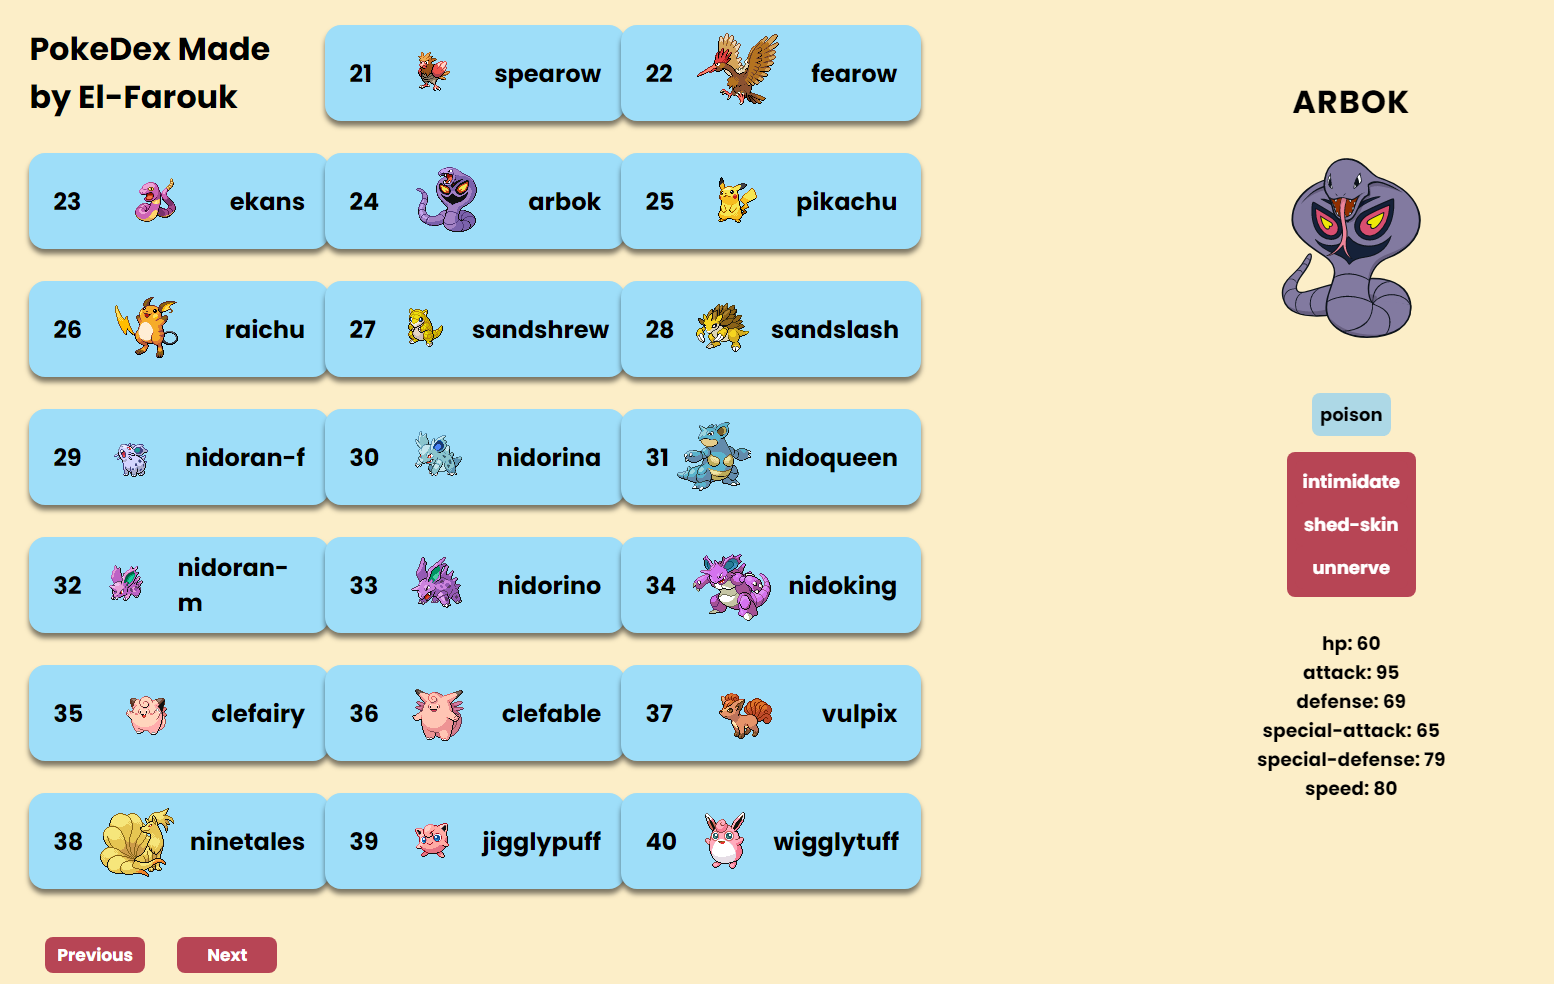 PokeDex Made
by El-Farouk
21 spearow
22 fearow
23 ekans
24 arbok
25 pikachu
26 raichu
27 sandshrew
28 sandslash
29 nidoran-f
30 nidorina
31 nidoqueen
32 nidoran-
m
33 nidorino
34 nidoking
35 clefairy
36 clefable
37 vulpix
38 ninetales
39 jigglypuff
40 wigglytuff
Previous
Next
ARBOK
poison
intimidate
shed-skin
unnerve
hp: 60
attack: 95
defense: 69
special-attack: 65
special-defense: 79
speed: 80